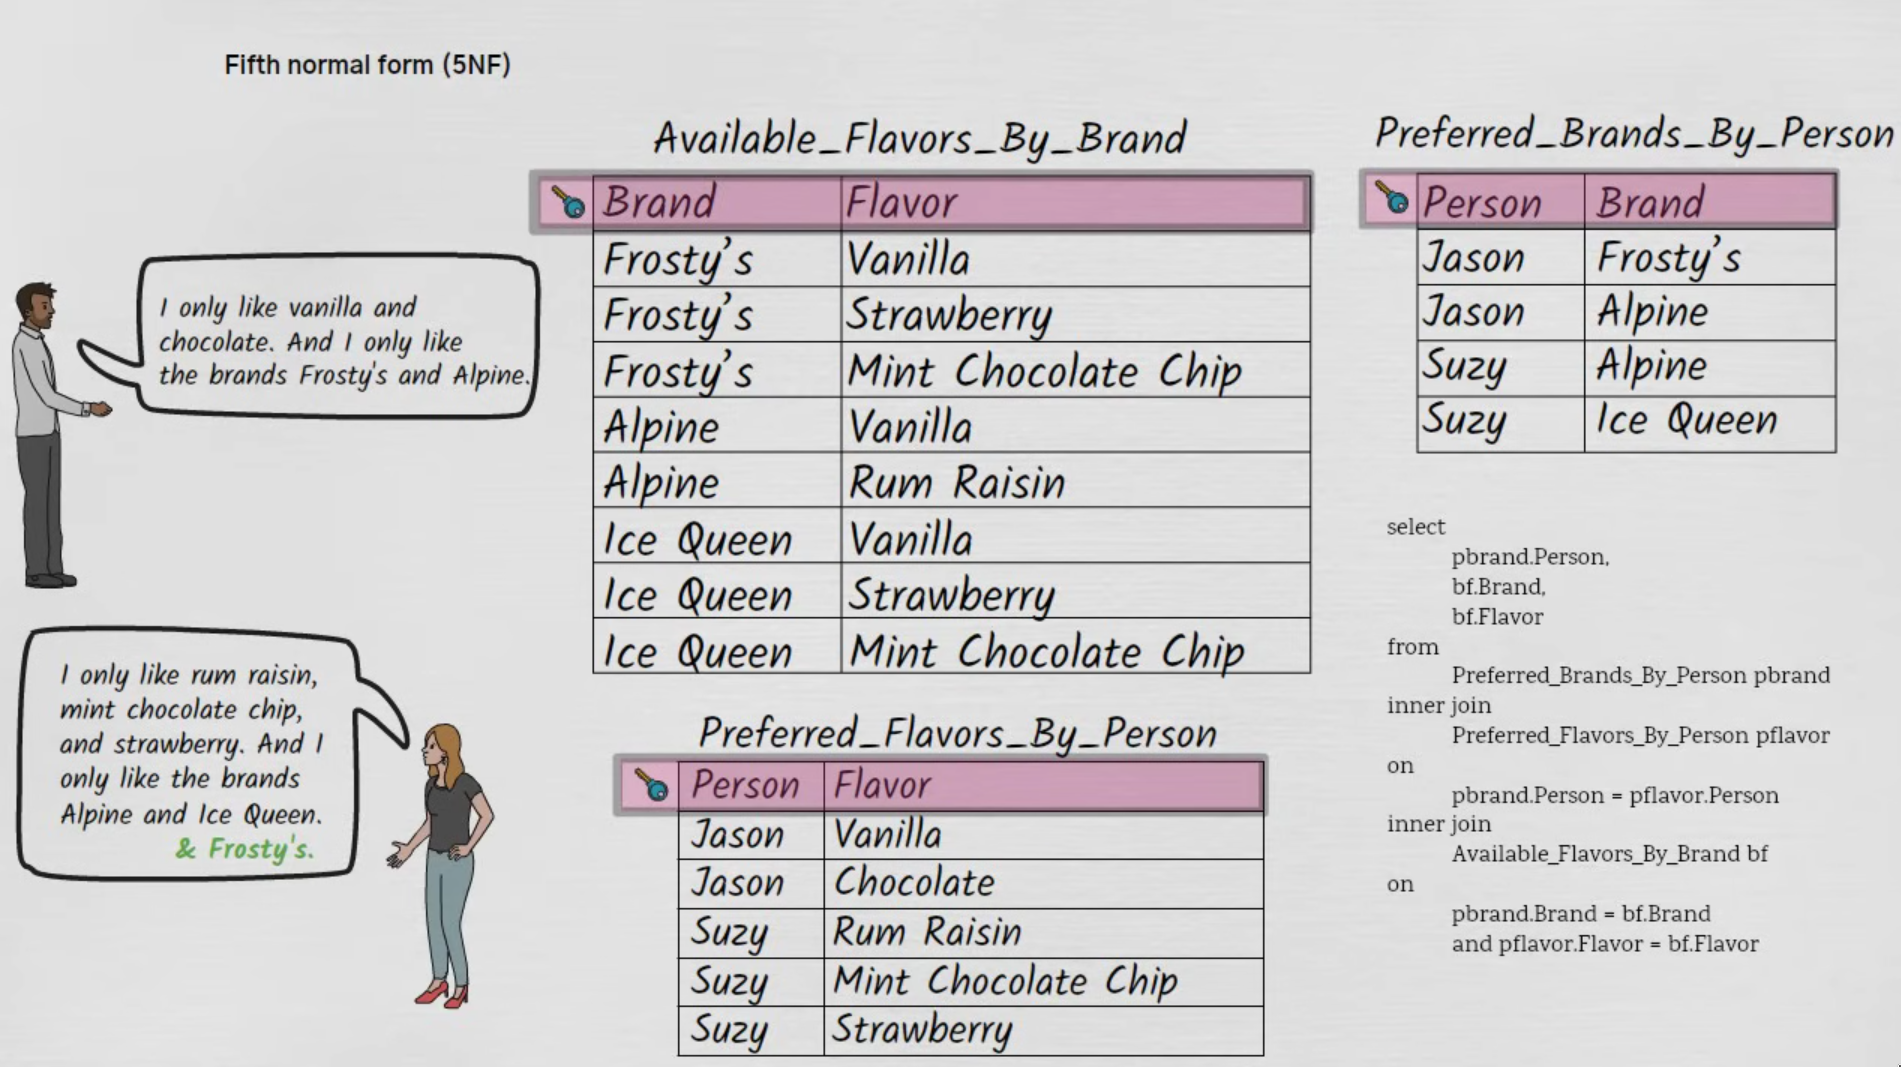 Fifth normal form (5NF)
I only like vanilla and
chocolate. And I only like
the brands Frosty's and Alpine.
I only like rum raisin,
mint chocolate chip,
and strawberry. And I
only like the brands
Alpine and Ice Queen.
& Frosty's.
Available_Flavors_By_Brand
Brand Flavor
Frosty's Vanilla
Frosty's Strawberry
Frosty's Mint Chocolate Chip
Alpine Vanilla
Alpine Rum Raisin
Ice Queen Vanilla
Ice Queen Strawberry
Ice Queen Mint Chocolate Chip
Preferred_Flavors_By_Person
Person Flavor
Jason Vanilla
Jason Chocolate
Suzy Rum Raisin
Suzy Mint Chocolate Chip
Suzy Strawberry
Preferred_Brands_By_Person
Person Brand
Jason Frosty's
Jason Alpine
Suzy Alpine
Suzy Ice Queen
select
pbrand.Person,
bf.Brand,
bf.Flavor
from
Preferred_Brands_By_Person pbrand
inner join
Preferred_Flavors_By_Person pflavor
on
pbrand.Person = pflavor.Person
inner join
Available_Flavors_By_Brand bf
on
pbrand.Brand = bf.Brand
and pflavor.Flavor = bf.Flavor